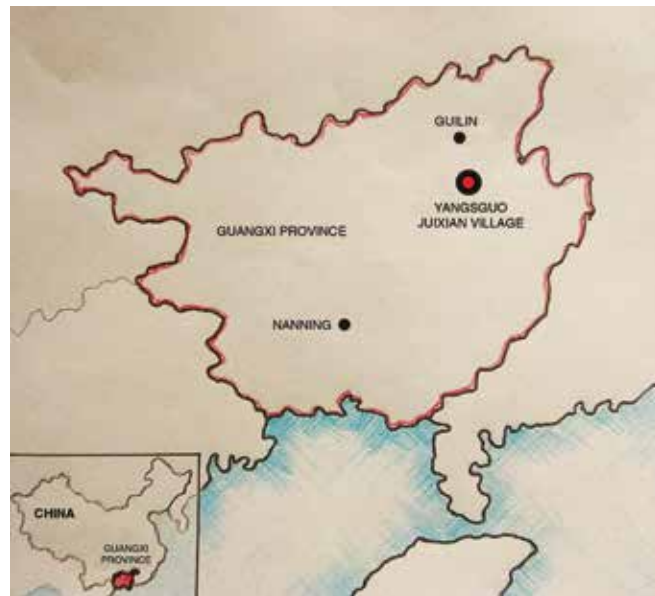 GUILIN
YANGSGUO
JUIXIAN VILLAGE
GUANGXI PROVINCE
NANNING
CHINA
GUANGXI
PROVINCE